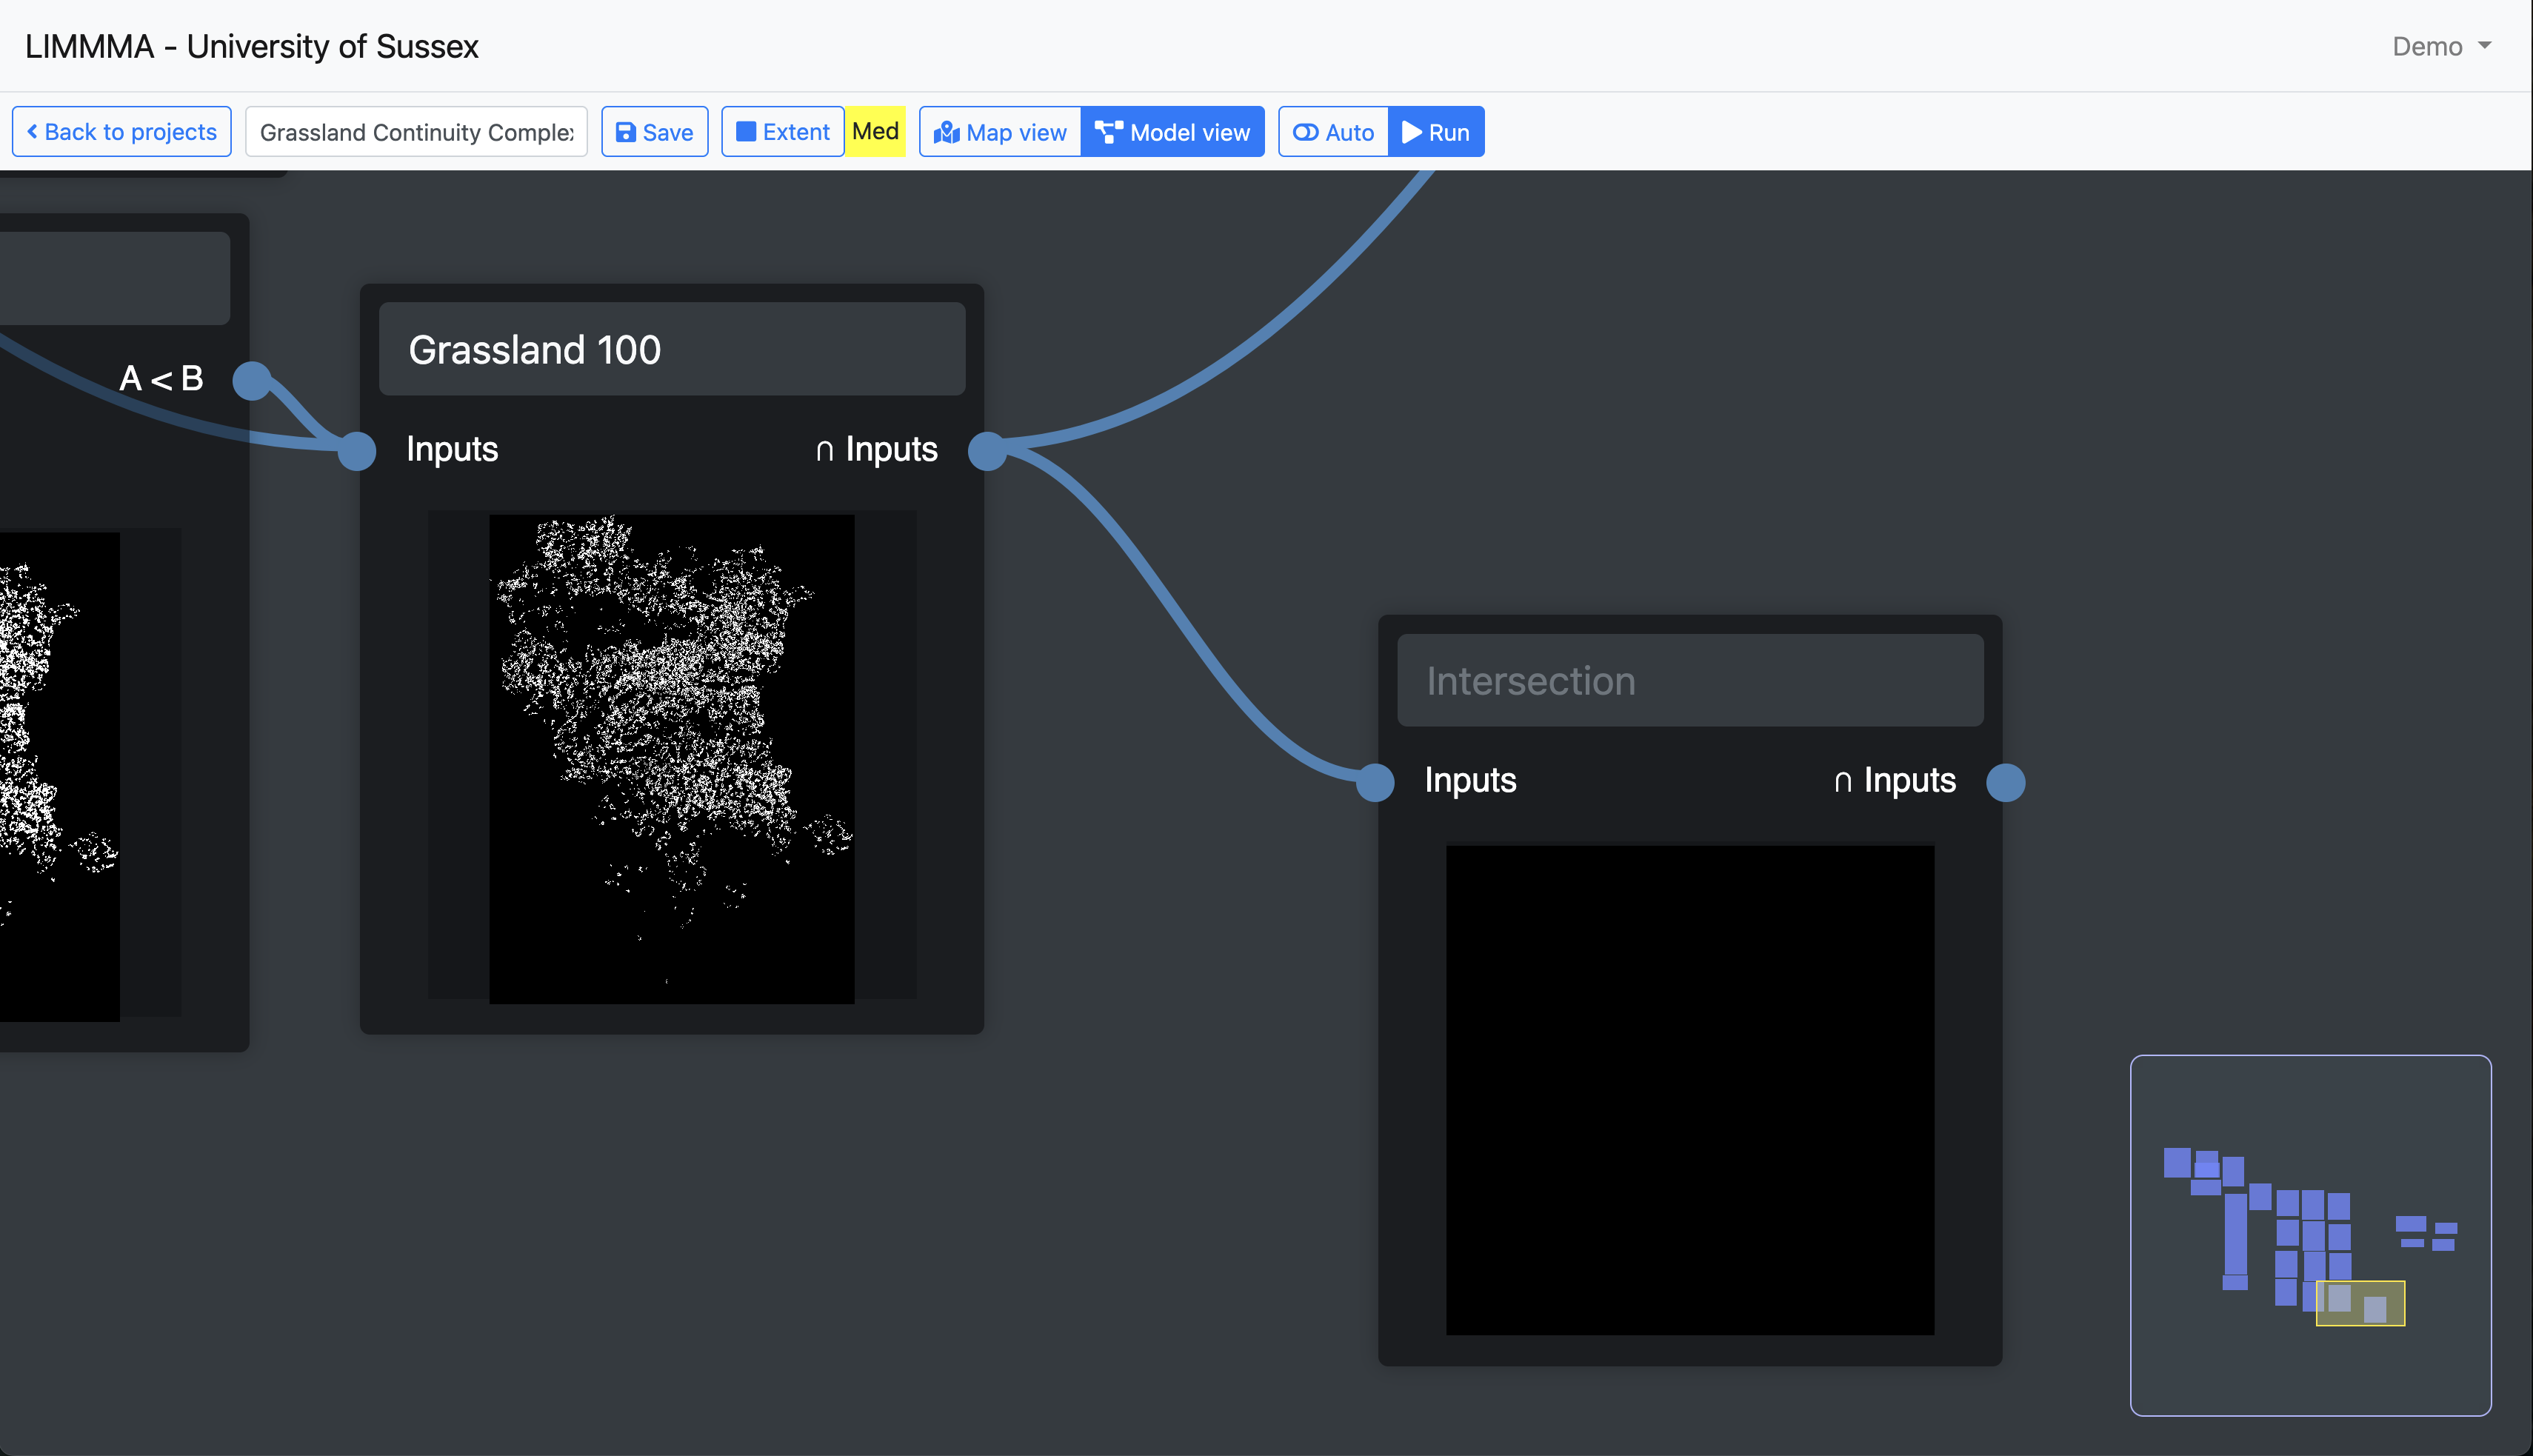 LIMMMA - University of Sussex
Demo
Back to projects
Grassland Continuity Complex
Save
Extent
Med
Map view
Model view
Auto
Run
A < B
Grassland 100
Inputs
∩ Inputs
Intersection
Inputs
∩ Inputs